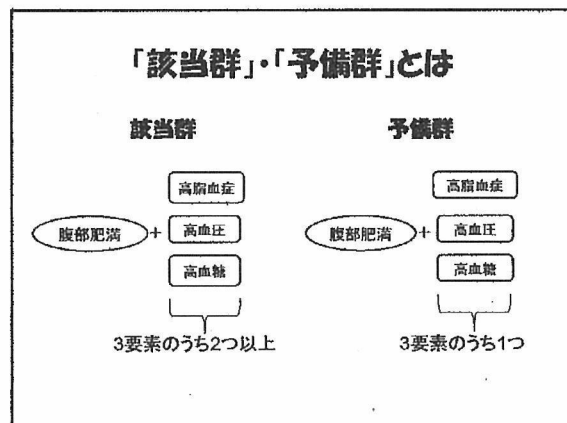 「該当群」・「予備群」とは
該当群
高脂血症
腹部肥満
+
高血圧
高血糖
3要素のうち2つ以上
予備群
高脂血症
腹部肥満
+
高血圧
高血糖
3要素のうち1つ